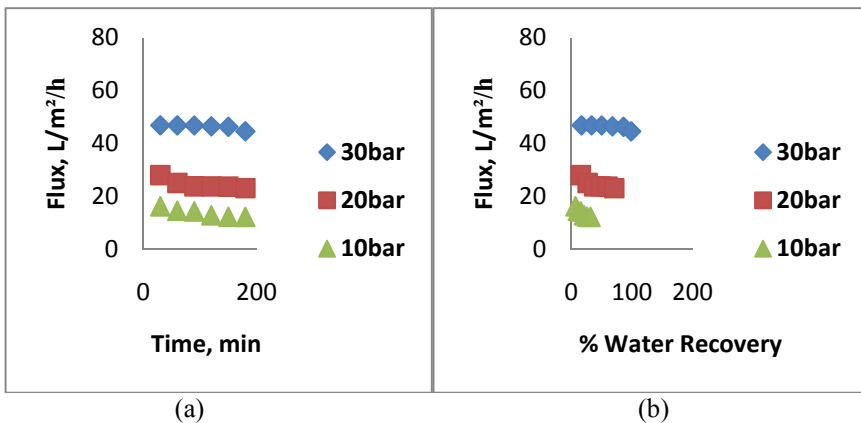 80
60
40
20
0
0
200
Flux, L/m²/h
Time, min
30bar
20bar
10bar
(a)
80
60
40
20
0
0 100 200
Flux, L/m²/h
% Water Recovery
30bar
20bar
10bar
(b)